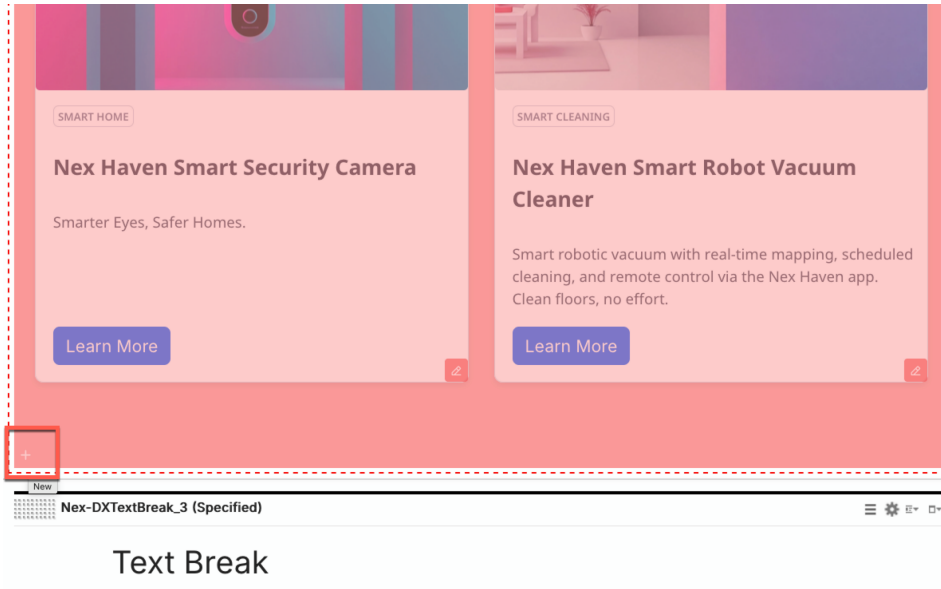 SMART HOME
SMART CLEANING
Nex Haven Smart Security Camera
Nex Haven Smart Robot Vacuum
Cleaner
Smarter Eyes, Safer Homes.
Smart robotic vacuum with real-time mapping, scheduled
cleaning, and remote control via the Nex Haven app.
Clean floors, no effort.
Learn More
Learn More
+
New
Nex-DXTextBreak_3 (Specified)
Text Break